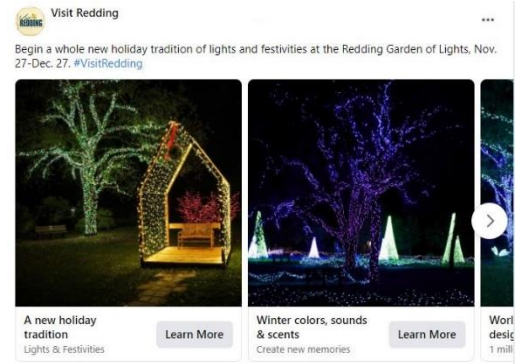 Visit Redding
REDDING
Begin a whole new holiday tradition of lights and festivities at the Redding Garden of Lights, Nov.
27-Dec. 27. #VisitRedding
A new holiday
tradition
Lights & Festivities
Learn More
Winter colors, sounds
& scents
Create new memories
Learn More
Worl
desig
1 mill